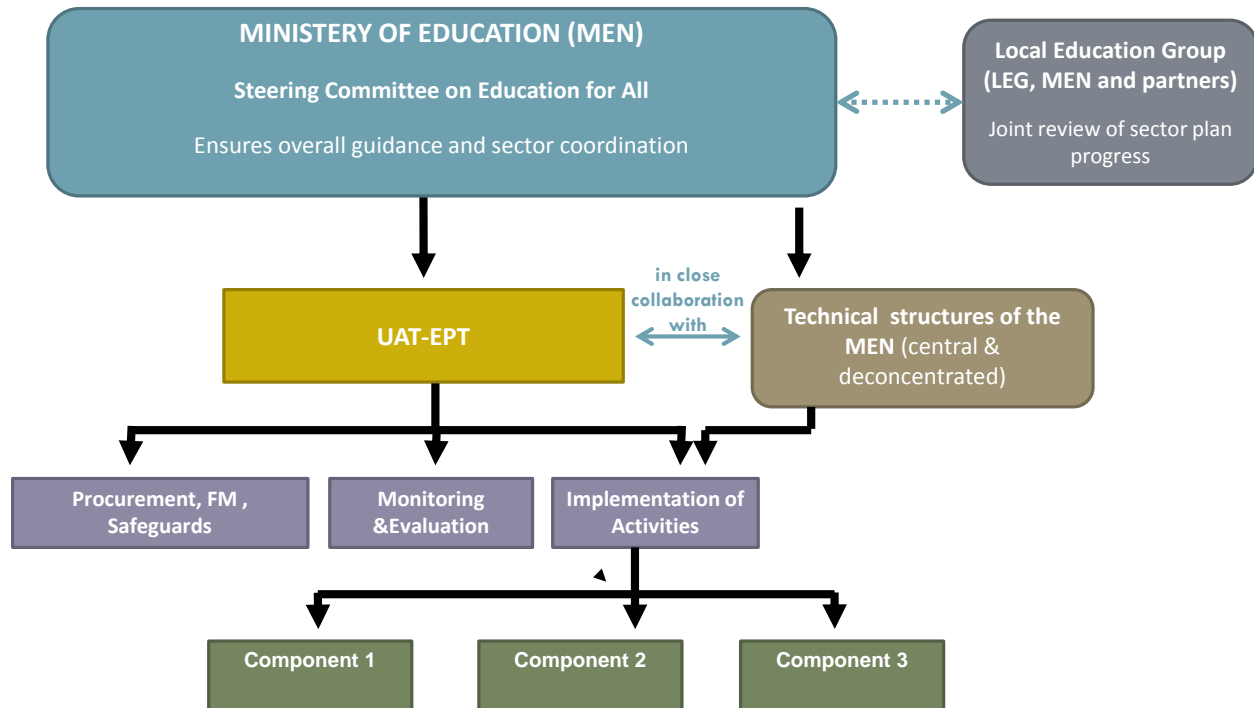 MINISTERY OF EDUCATION (MEN)
Steering Committee on Education for All
Ensures overall guidance and sector coordination
Local Education Group
(LEG, MEN and partners)
Joint review of sector plan
progress
in close
collaboration
with
UAT-EPT
Technical structures of the
MEN (central &
deconcentrated)
Procurement, FM ,
Safeguards
Monitoring
&Evaluation
Implementation of
Activities
Component 1
Component 2
Component 3